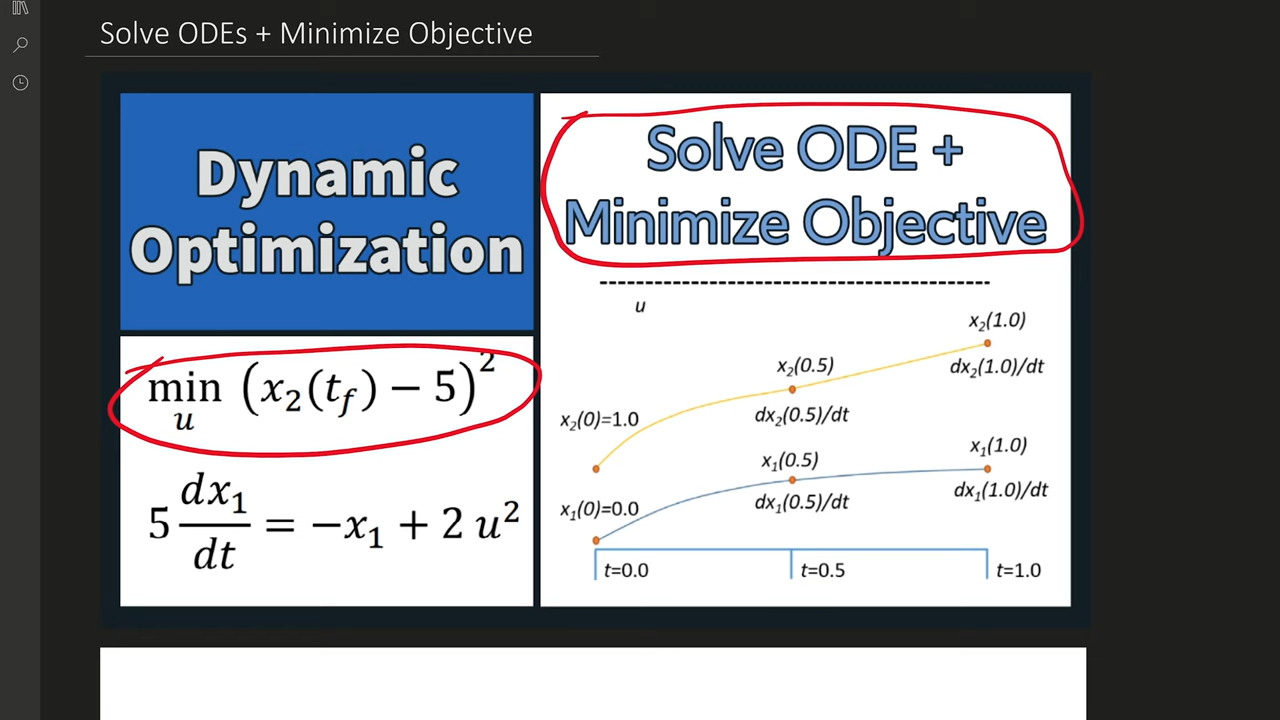 Solve ODEs + Minimize Objective
Dynamic
Optimization
min (x₂(t_f) − 5)²
u
5 dx₁/dt = −x₁ + 2 u²
Solve ODE +
Minimize Objective
u
x₂(1.0)
x₂(0.5)
dx₂(1.0)/dt
x₂(0)=1.0
dx₂(0.5)/dt
x₁(1.0)
x₁(0.5)
dx₁(1.0)/dt
x₁(0)=0.0
dx₁(0.5)/dt
t=0.0
t=0.5
t=1.0